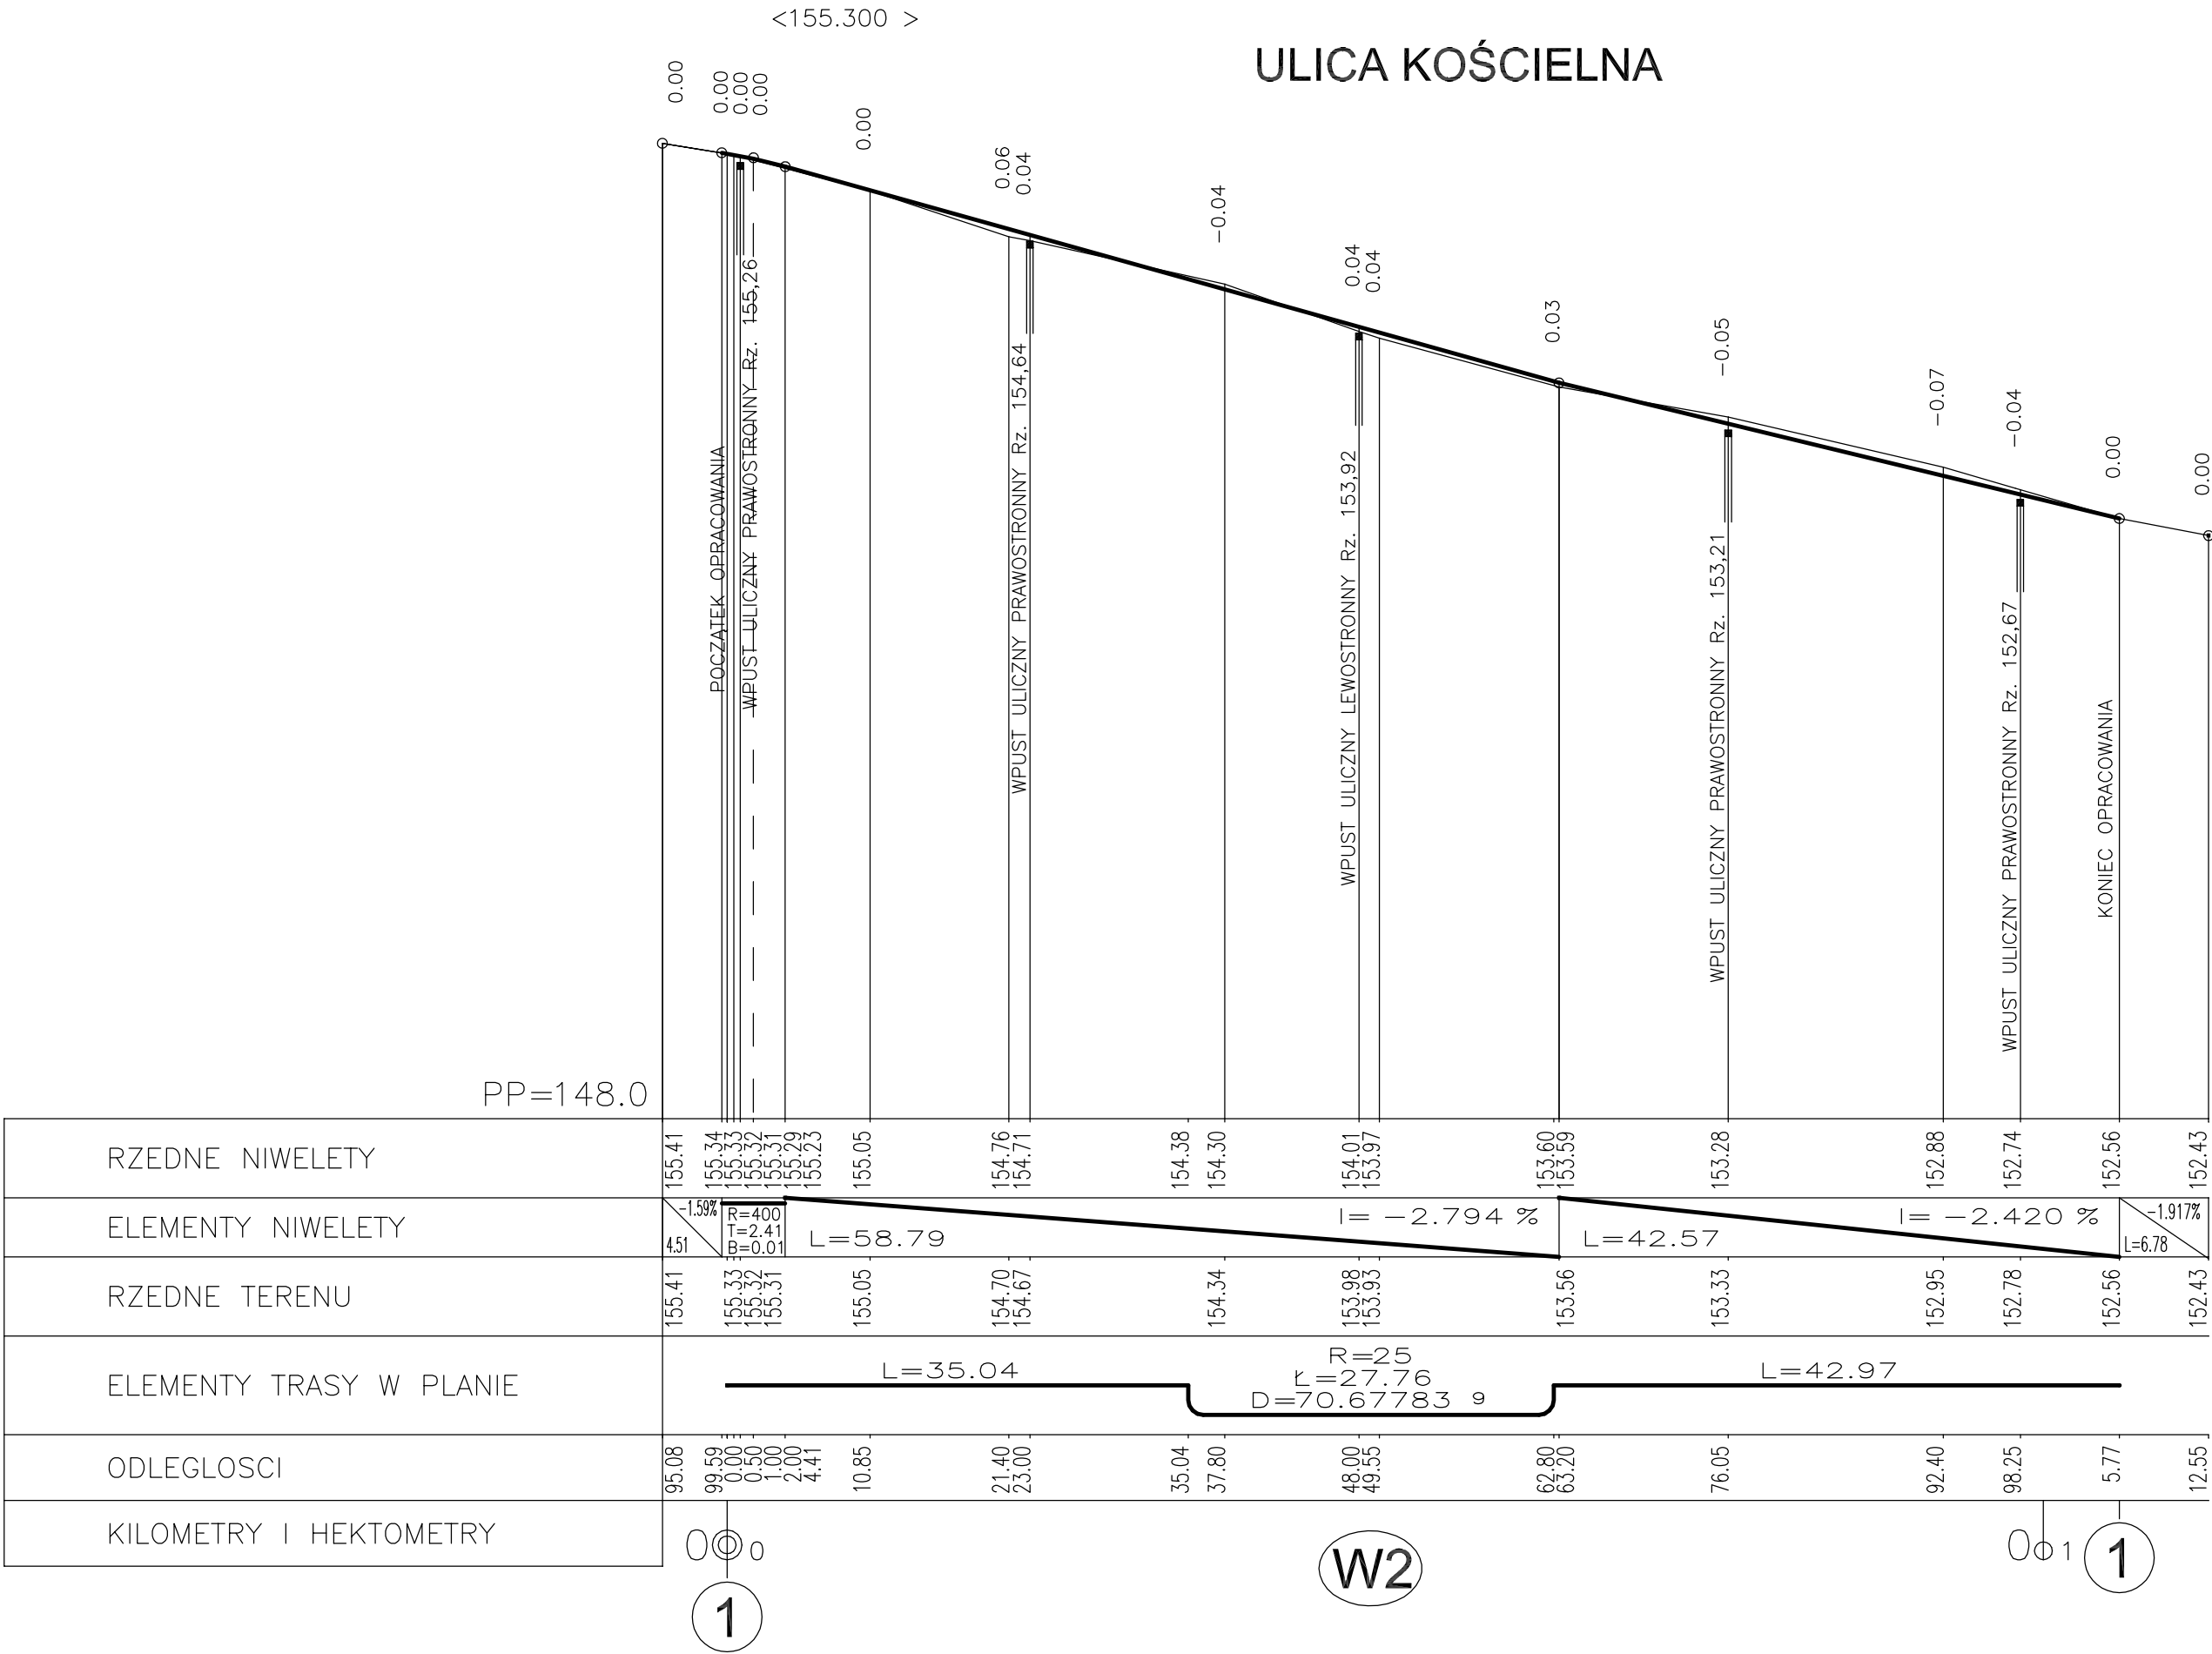 <155.300 >
ULICA KOŚCIELNA
0.00
0.00
0.00
0.00
0.00
0.06
0.04
-0.04
0.04
0.04
0.03
-0.05
-0.07
-0.04
0.00
0.00
POCZĄTEK OPRACOWANIA
WPUST ULICZNY PRAWOSTRONNY Rz. 155,26
WPUST ULICZNY PRAWOSTRONNY Rz. 154,64
WPUST ULICZNY LEWOSTRONNY Rz. 153,92
WPUST ULICZNY PRAWOSTRONNY Rz. 153,21
WPUST ULICZNY PRAWOSTRONNY Rz. 152,67
KONIEC OPRACOWANIA
PP=148.0
RZEDNE NIWELETY
155.41
155.34
155.33
155.32
155.31
155.29
155.23
155.05
154.76
154.71
154.38
154.30
154.01
153.97
153.60
153.59
153.28
152.88
152.74
152.56
152.43
ELEMENTY NIWELETY
-1.59%
4.51
R=400
T=2.41
B=0.01
L=58.79
I= -2.794 %
L=42.57
I= -2.420 %
-1.917%
L=6.78
RZEDNE TERENU
155.41
155.33
155.32
155.31
155.05
154.70
154.67
154.34
153.98
153.93
153.56
153.33
152.95
152.78
152.56
152.43
ELEMENTY TRASY W PLANIE
L=35.04
R=25
Ł=27.76
D=70.67783 g
L=42.97
ODLEGLOSCI
95.08
99.59
0.00
0.50
1.00
2.00
4.41
10.85
21.40
23.00
35.04
37.80
48.00
49.55
62.80
63.20
76.05
92.40
98.25
5.77
12.55
KILOMETRY I HEKTOMETRY
0 0
1
W2
0 1
1